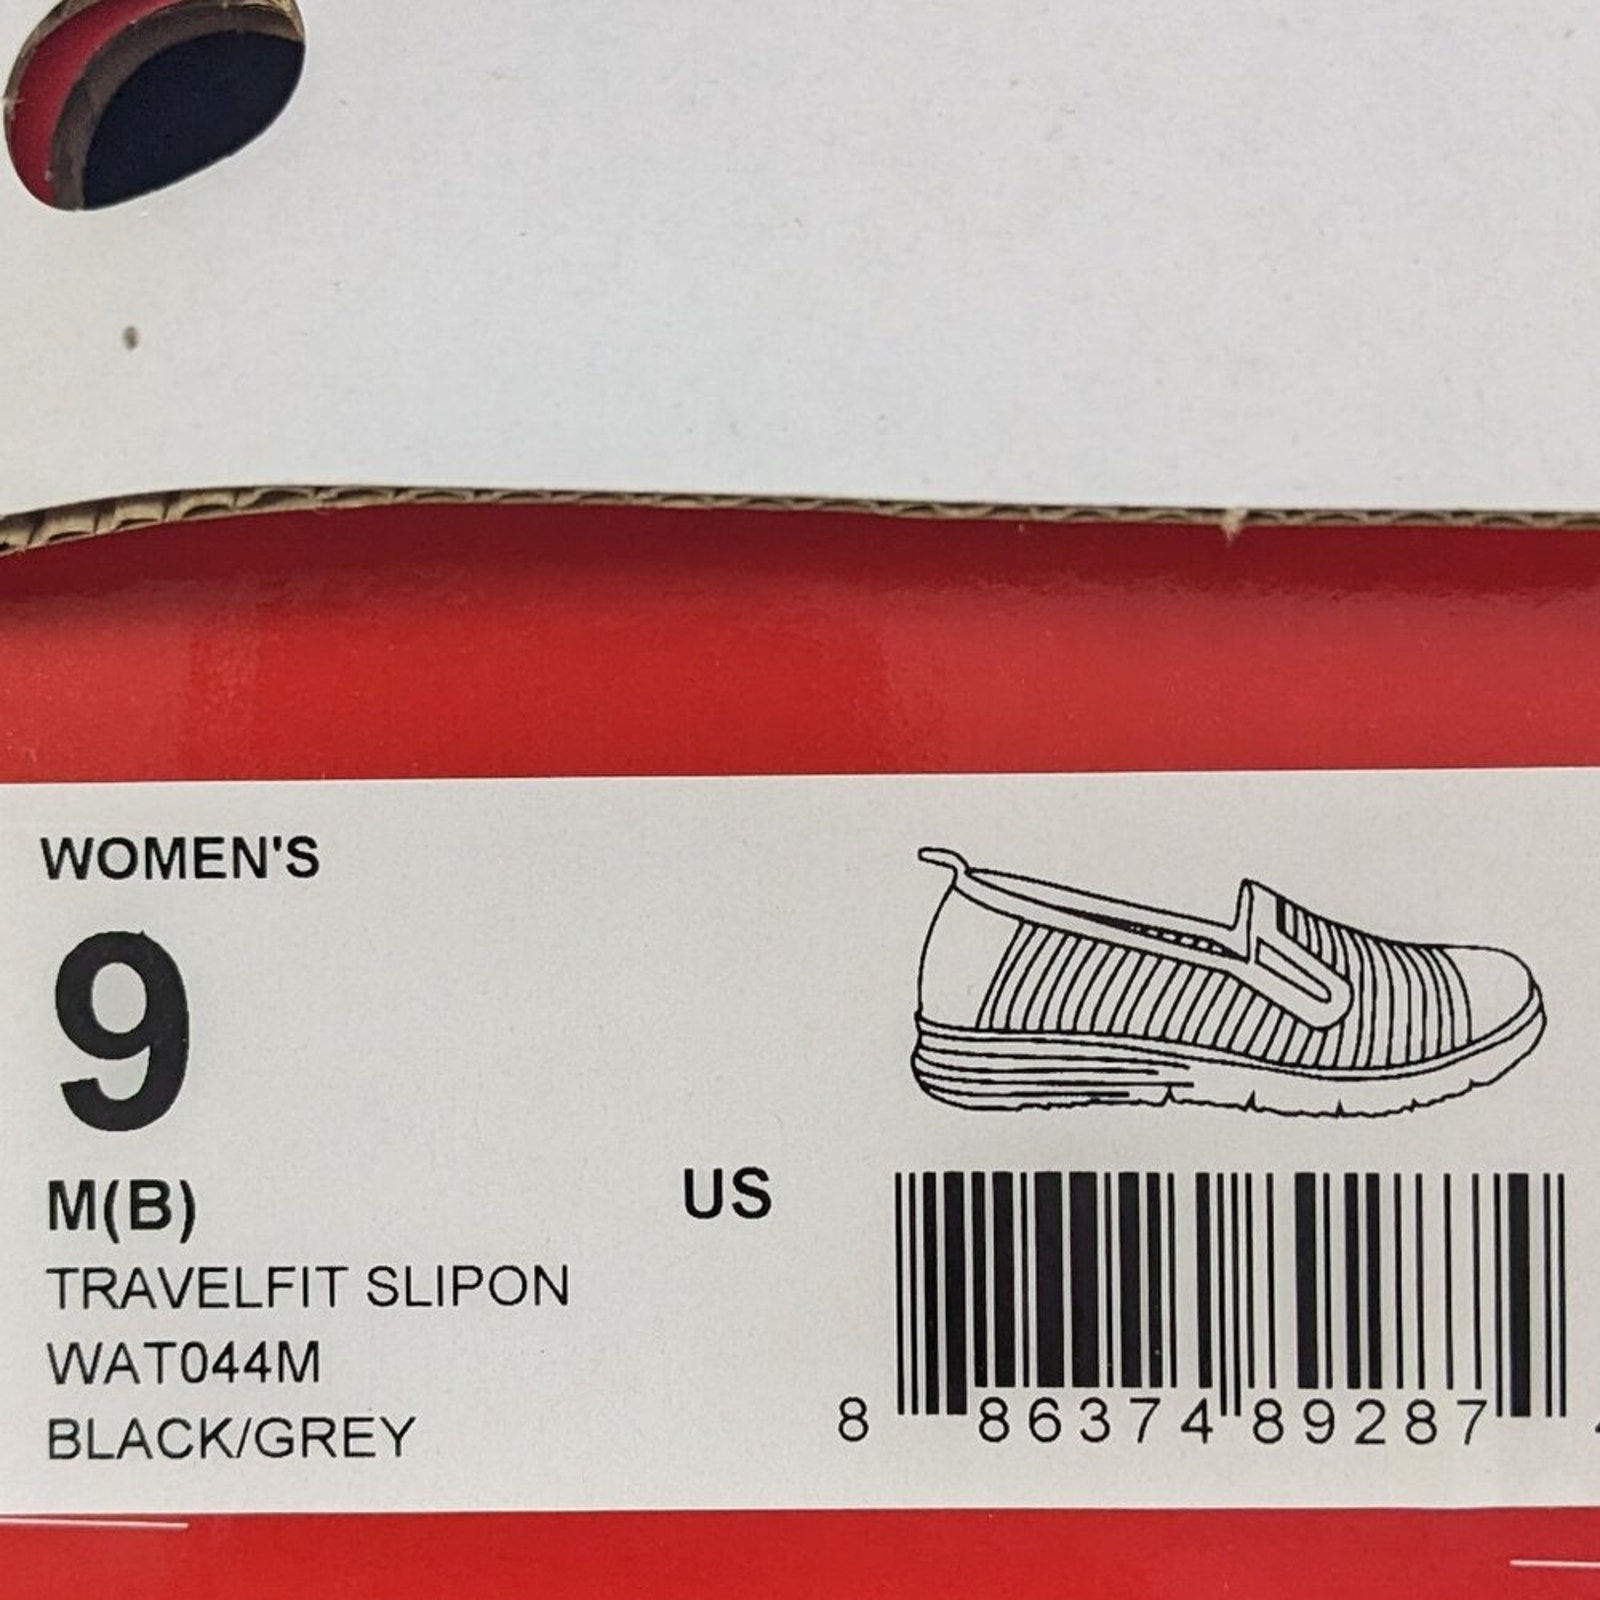 WOMEN'S
9
M(B)
US
TRAVELFIT SLIPON
WAT044M
BLACK/GREY
8 86374 89287